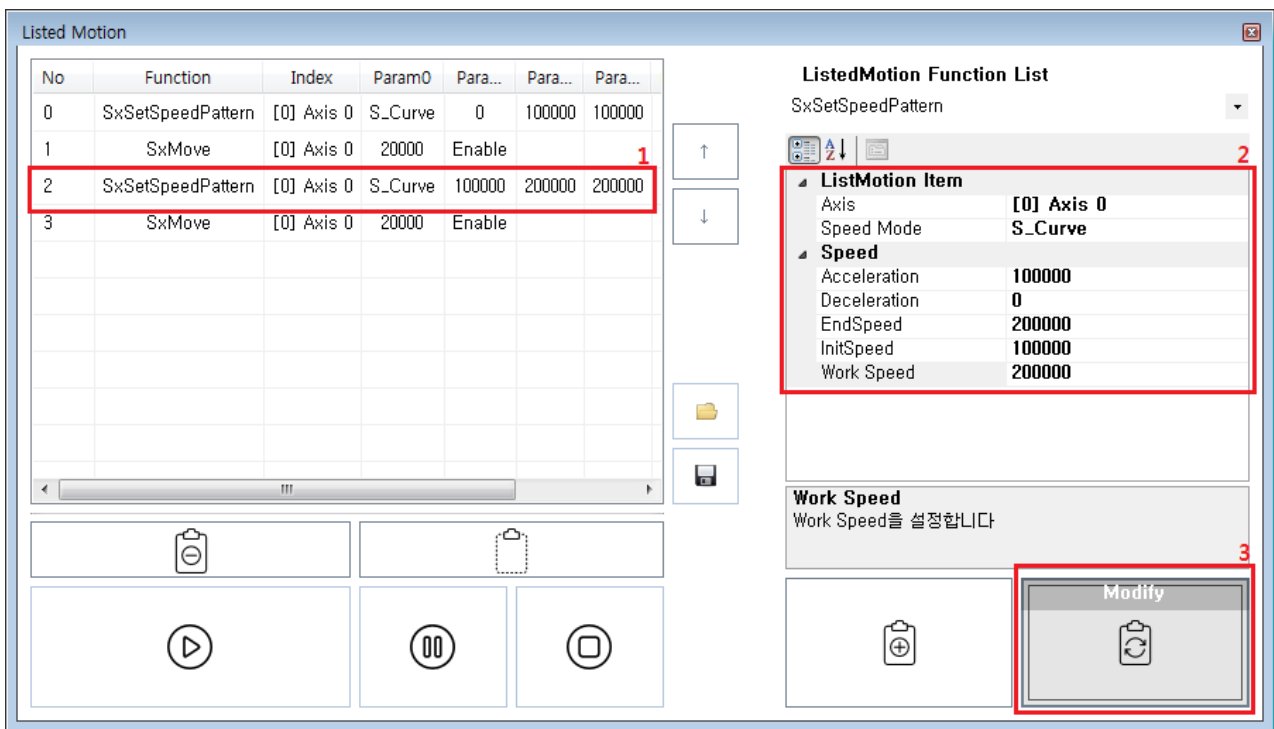 Listed Motion
No Function Index Param0 Para... Para... Para...
0 SxSetSpeedPattern [0] Axis 0 S_Curve 0 100000 100000
1 SxMove [0] Axis 0 20000 Enable
1
2 SxSetSpeedPattern [0] Axis 0 S_Curve 100000 200000 200000
3 SxMove [0] Axis 0 20000 Enable
ListedMotion Function List
SxSetSpeedPattern
2
ListMotion Item
Axis [0] Axis 0
Speed Mode S_Curve
Speed
Acceleration 100000
Deceleration 0
EndSpeed 200000
InitSpeed 100000
Work Speed 200000
Work Speed
Work Speed을 설정합니다
3
Modify